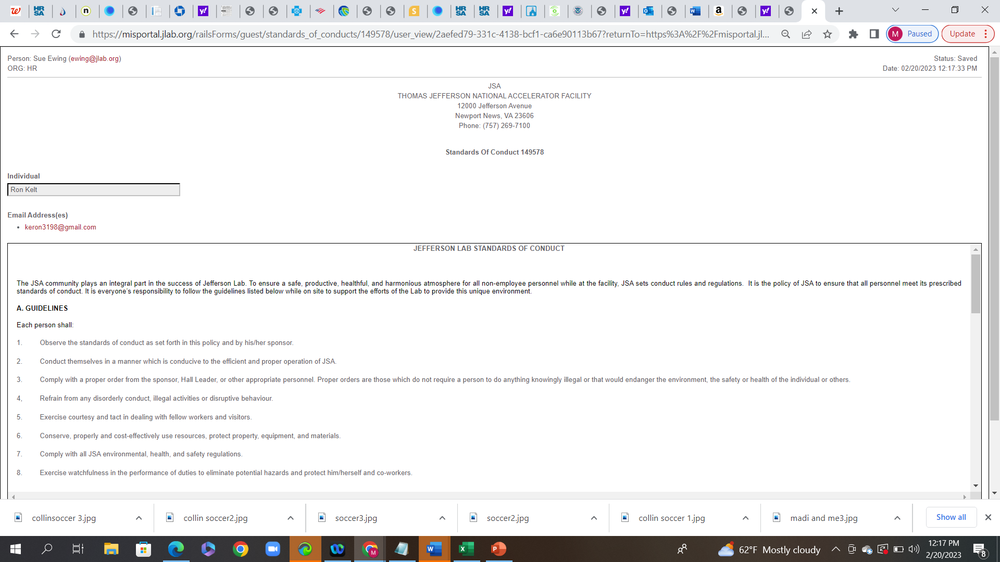 https://misportal.jlab.org/railsForms/guest/standards_of_conducts/149578/user_view/2aefed79-331c-4138-bcf1-ca6e90113b67?returnTo=https%3A%2F%2Fmisportal.jl...
M Paused
Update
Person: Sue Ewing (ewing@jlab.org)
Status: Saved
ORG: HR
Date: 02/20/2023 12:17:33 PM
JSA
THOMAS JEFFERSON NATIONAL ACCELERATOR FACILITY
12000 Jefferson Avenue
Newport News, VA 23606
Phone: (757) 269-7100
Standards Of Conduct 149578
Individual
Ron Kelt
Email Address(es)
• keron3198@gmail.com
JEFFERSON LAB STANDARDS OF CONDUCT
The JSA community plays an integral part in the success of Jefferson Lab. To ensure a safe, productive, healthful, and harmonious atmosphere for all non-employee personnel while at the facility, JSA sets conduct rules and regulations. It is the policy of JSA to ensure that all personnel meet its prescribed
standards of conduct. It is everyone's responsibility to follow the guidelines listed below while on site to support the efforts of the Lab to provide this unique environment.
A. GUIDELINES
Each person shall:
1. Observe the standards of conduct as set forth in this policy and by his/her sponsor.
2. Conduct themselves in a manner which is conducive to the efficient and proper operation of JSA.
3. Comply with a proper order from the sponsor, Hall Leader, or other appropriate personnel. Proper orders are those which do not require a person to do anything knowingly illegal or that would endanger the environment, the safety or health of the individual or others.
4, Refrain from any disorderly conduct, illegal activities or disruptive behaviour.
5. Exercise courtesy and tact in dealing with fellow workers and visitors.
6. Conserve, properly and cost-effectively use resources, protect property, equipment, and materials.
7. Comply with all JSA environmental, health, and safety regulations.
8. Exercise watchfulness in the performance of duties to eliminate potential hazards and protect him/herself and co-workers.
collinsoccer 3.jpg
collin soccer2.jpg
soccer3.jpg
soccer2.jpg
collin soccer 1.jpg
madi and me3.jpg
Show all
62°F Mostly cloudy
12:17 PM
2/20/2023
8